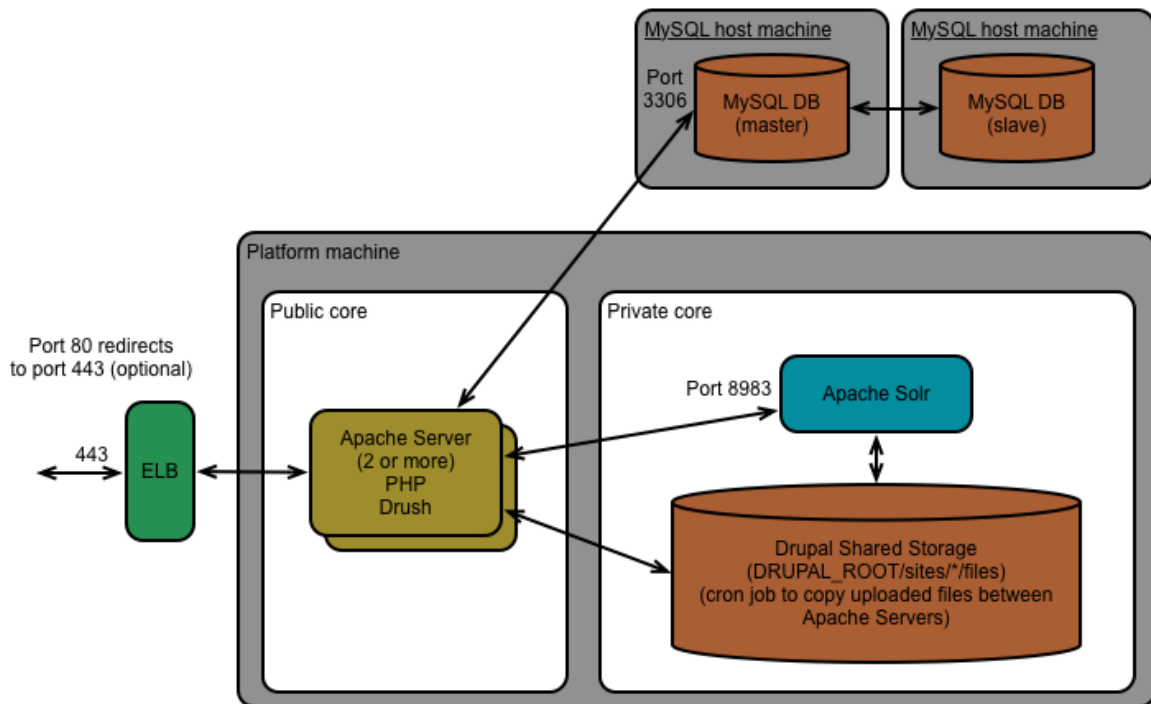 MySQL host machine
MySQL host machine
Port
3306
MySQL DB
(master)
MySQL DB
(slave)
Platform machine
Public core
Private core
Port 80 redirects
to port 443 (optional)
443
ELB
Apache Server
(2 or more)
PHP
Drush
Port 8983
Apache Solr
Drupal Shared Storage
(DRUPAL_ROOT/sites/*/files)
(cron job to copy uploaded files between
Apache Servers)